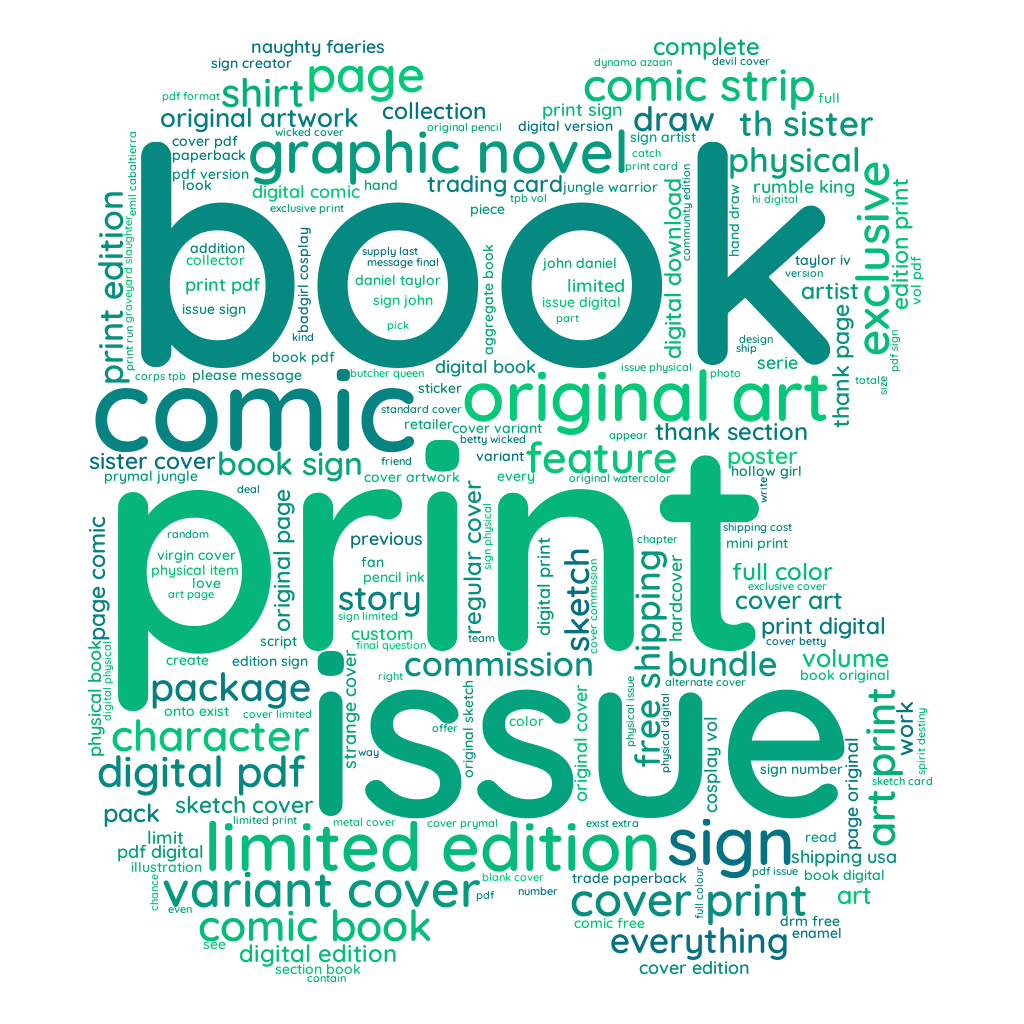 naughty faeries
complete
sign creator
dynamo azaan
devil cover
page
comic strip
shirt
pdf format
full
original artwork
collection
print sign
draw
th sister
wicked cover
original pencil
digital version
sign artist
cover pdf
paperback
graphic novel
catch
print card
physical
pdf version
look
digital comic
hand
trading card
jungle warrior
rumble king
hi digital
exclusive print
tpb vol
piece
emil cabaltierra
print edition
print run
graveyard slaughter
book
community edition
hand draw
digital download
exclusive
edition print
vol pdf
addition
collector
print pdf
issue sign
badgirl cosplay
kind
supply last
message final
daniel taylor
sign john
pick
aggregate book
john daniel
limited
issue digital
part
taylor iv
version
artist
design
ship
serie
thank page
pdf sign
book pdf
digital book
issue physical
photo
total
size
corps tpb
please message
butcher queen
sticker
comic
original art
standard cover
retailer
cover variant
appear
thank section
betty wicked
sister cover
book sign
friend
variant
feature
poster
hollow girl
prymal jungle
cover artwork
every
original watercolor
write
deal
print
page comic
original page
regular cover
sign physical
shipping cost
random
previous
chapter
mini print
virgin cover
physical item
love
art page
fan
pencil ink
story
digital print
sketch
cover commission
free shipping
hardcover
full color
exclusive cover
cover art
sign limited
custom
final question
team
print digital
script
cover betty
physical book
digital physical
create
edition sign
strange cover
right
commission
bundle
volume
book original
package
alternate cover
onto exist
cover limited
issue
original sketch
offer
color
original cover
physical issue
physical digital
cosplay vol
art print
work
spirit destiny
character
way
digital pdf
sign number
sketch card
page original
pack
sketch cover
limited print
metal cover
cover prymal
exist extra
limit
limited edition
sign
read
pdf digital
shipping usa
illustration
pdf issue
book digital
chance
even
variant cover
pdf
blank cover
number
trade paperback
full colour
art
cover print
comic book
comic free
drm free
enamel
see
digital edition
everything
section book
cover edition
contain